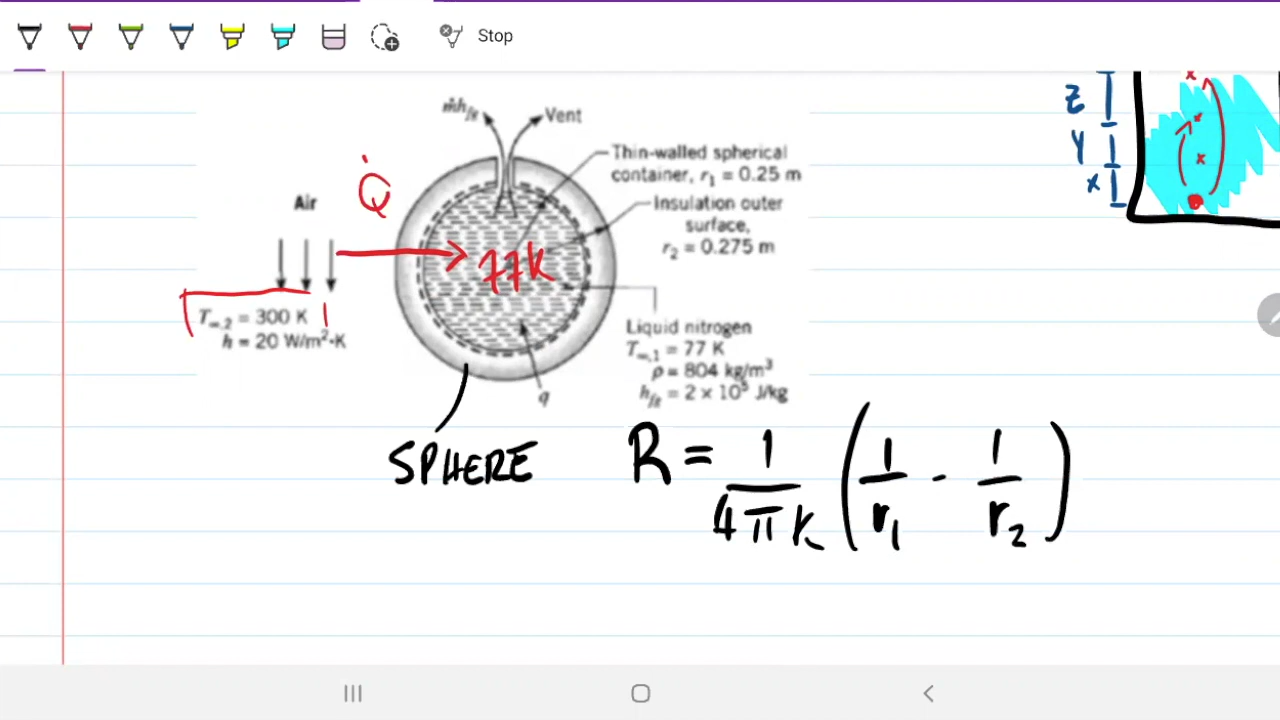 Stop
ṁh_fg
Vent
Thin-walled spherical
container, r₁ = 0.25 m
Q̇
Air
Insulation outer
surface,
r₂ = 0.275 m
77K
T∞,2 = 300 K
h = 20 W/m²·K
Liquid nitrogen
T∞,1 = 77 K
ρ = 804 kg/m³
h_fg = 2 × 10⁵ J/kg
q
SPHERE
R = 1/(4πk) (1/r₁ - 1/r₂)
Z
Y
X
x
x
x